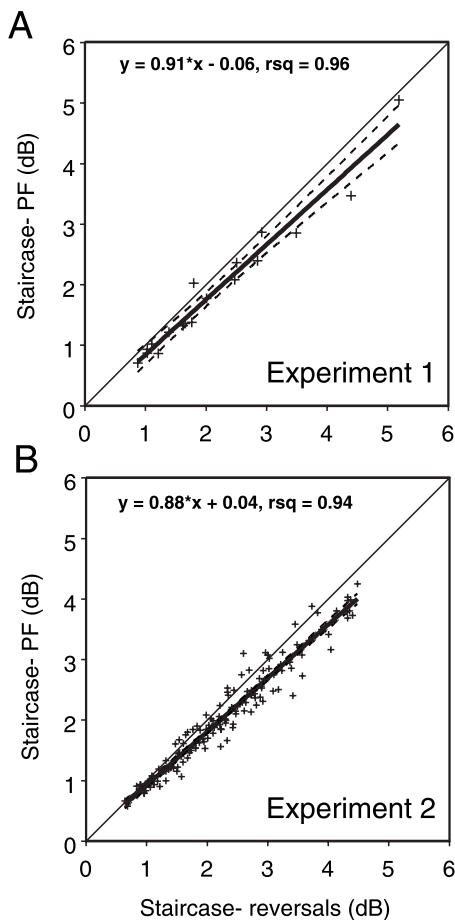 A
y = 0.91*x - 0.06, rsq = 0.96
6
5
4
3
2
1
0
Staircase- PF (dB)
Experiment 1
0 1 2 3 4 5 6
B
y = 0.88*x + 0.04, rsq = 0.94
6
5
4
3
2
1
0
Staircase- PF (dB)
Experiment 2
0 1 2 3 4 5 6
Staircase- reversals (dB)